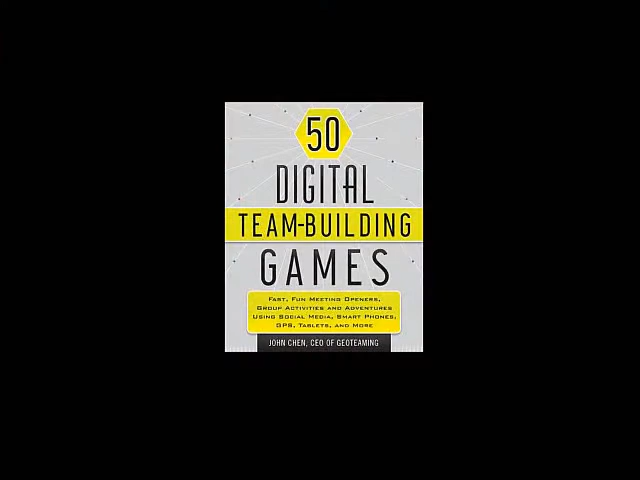 50
DIGITAL
TEAM-BUILDING
GAMES
FAST, FUN MEETING OPENERS,
GROUP ACTIVITIES AND ADVENTURES
USING SOCIAL MEDIA, SMART PHONES,
GPS, TABLETS, AND MORE
JOHN CHEN, CEO OF GEOTEAMING